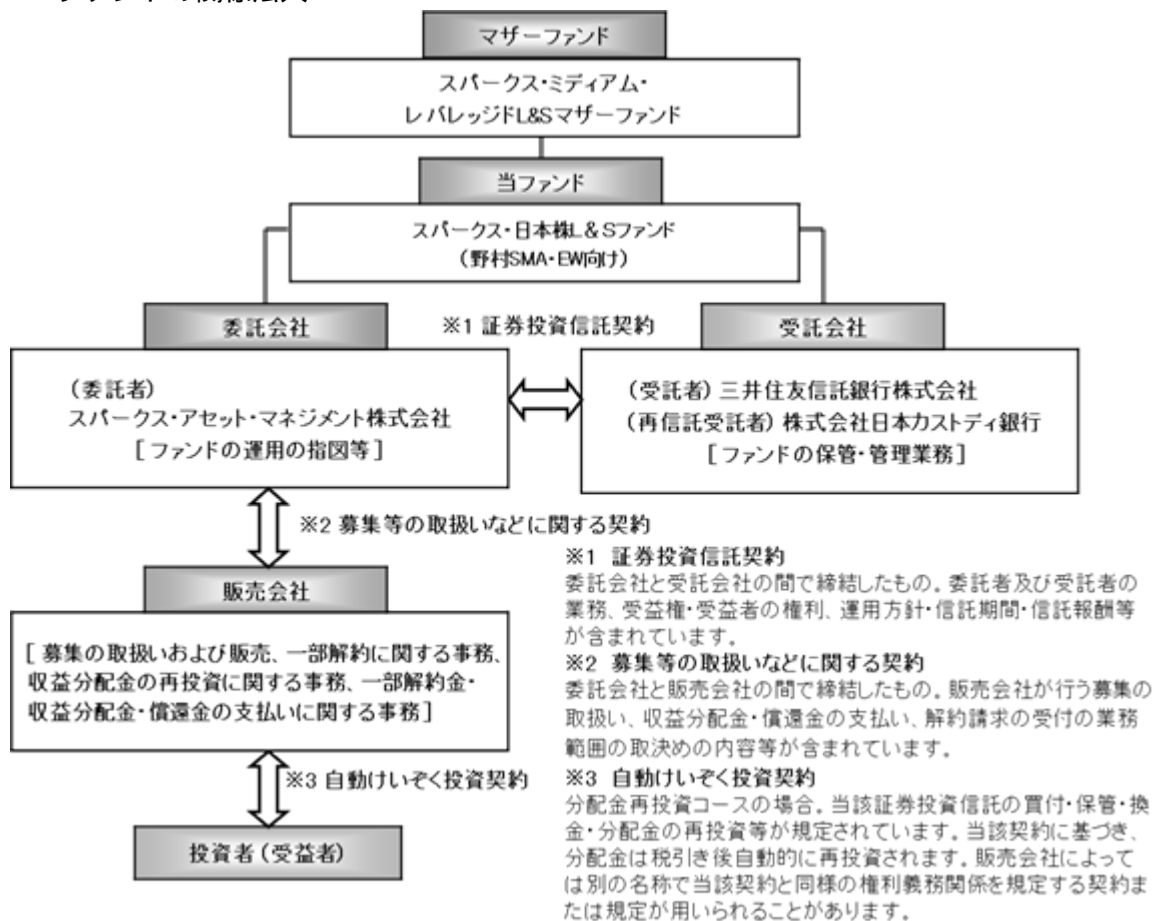 マザーファンド
スパークス・ミディアム・
レバレッジドL&Sマザーファンド
当ファンド
スパークス・日本株L&Sファンド
(野村SMA・EW向け)
委託会社
※1 証券投資信託契約
受託会社
(委託者)
スパークス・アセット・マネジメント株式会社
[ファンドの運用の指図等]
(受託者) 三井住友信託銀行株式会社
(再信託受託者) 株式会社日本カストディ銀行
[ファンドの保管・管理業務]
※2 募集等の取扱いなどに関する契約
販売会社
[募集の取扱いおよび販売、一部解約に関する事務、
収益分配金の再投資に関する事務、一部解約金・
収益分配金・償還金の支払いに関する事務]
※3 自動けいぞく投資契約
投資者(受益者)
※1 証券投資信託契約
委託会社と受託会社の間で締結したもの。委託者及び受託者の
業務、受益権・受益者の権利、運用方針・信託期間・信託報酬等
が含まれています。
※2 募集等の取扱いなどに関する契約
委託会社と販売会社の間で締結したもの。販売会社が行う募集の
取扱い、収益分配金・償還金の支払い、解約請求の受付の業務
範囲の取決めの内容等が含まれています。
※3 自動けいぞく投資契約
分配金再投資コースの場合。当該証券投資信託の買付・保管・換
金・分配金の再投資等が規定されています。当該契約に基づき、
分配金は税引き後自動的に再投資されます。販売会社によって
は別の名称で当該契約と同様の権利義務関係を規定する契約ま
たは規定が用いられることがあります。